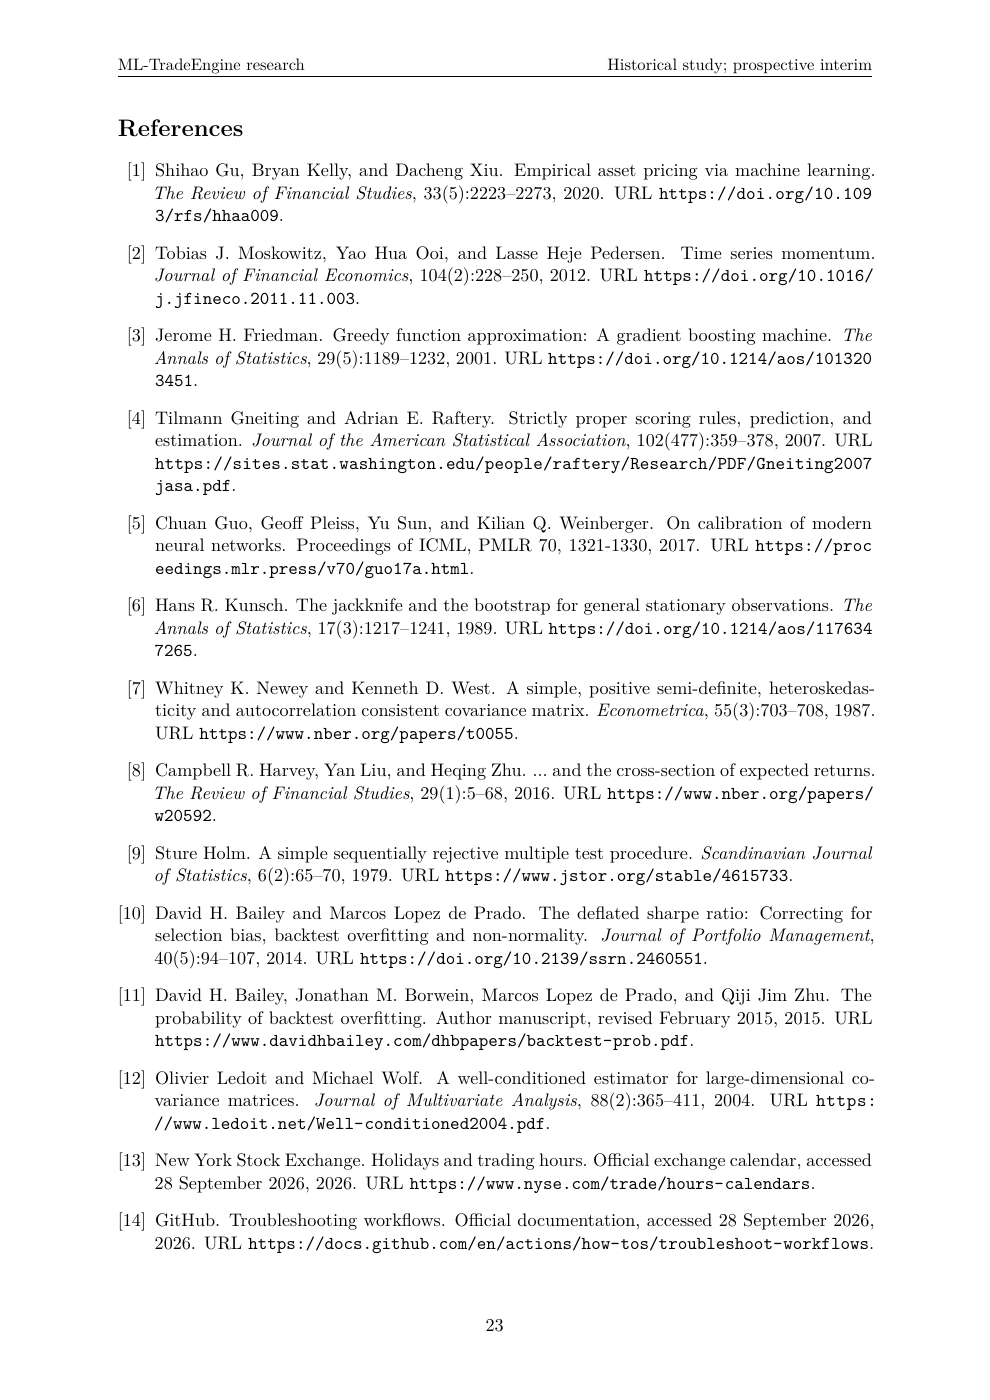 ML-TradeEngine research
Historical study; prospective interim
References
[1] Shihao Gu, Bryan Kelly, and Dacheng Xiu. Empirical asset pricing via machine learning.
The Review of Financial Studies, 33(5):2223–2273, 2020. URL https://doi.org/10.109
3/rfs/hhaa009.
[2] Tobias J. Moskowitz, Yao Hua Ooi, and Lasse Heje Pedersen. Time series momentum.
Journal of Financial Economics, 104(2):228–250, 2012. URL https://doi.org/10.1016/
j.jfineco.2011.11.003.
[3] Jerome H. Friedman. Greedy function approximation: A gradient boosting machine. The
Annals of Statistics, 29(5):1189–1232, 2001. URL https://doi.org/10.1214/aos/101320
3451.
[4] Tilmann Gneiting and Adrian E. Raftery. Strictly proper scoring rules, prediction, and
estimation. Journal of the American Statistical Association, 102(477):359–378, 2007. URL
https://sites.stat.washington.edu/people/raftery/Research/PDF/Gneiting2007
jasa.pdf.
[5] Chuan Guo, Geoff Pleiss, Yu Sun, and Kilian Q. Weinberger. On calibration of modern
neural networks. Proceedings of ICML, PMLR 70, 1321-1330, 2017. URL https://proc
eedings.mlr.press/v70/guo17a.html.
[6] Hans R. Kunsch. The jackknife and the bootstrap for general stationary observations. The
Annals of Statistics, 17(3):1217–1241, 1989. URL https://doi.org/10.1214/aos/117634
7265.
[7] Whitney K. Newey and Kenneth D. West. A simple, positive semi-definite, heteroskedas-
ticity and autocorrelation consistent covariance matrix. Econometrica, 55(3):703–708, 1987.
URL https://www.nber.org/papers/t0055.
[8] Campbell R. Harvey, Yan Liu, and Heqing Zhu. ... and the cross-section of expected returns.
The Review of Financial Studies, 29(1):5–68, 2016. URL https://www.nber.org/papers/
w20592.
[9] Sture Holm. A simple sequentially rejective multiple test procedure. Scandinavian Journal
of Statistics, 6(2):65–70, 1979. URL https://www.jstor.org/stable/4615733.
[10] David H. Bailey and Marcos Lopez de Prado. The deflated sharpe ratio: Correcting for
selection bias, backtest overfitting and non-normality. Journal of Portfolio Management,
40(5):94–107, 2014. URL https://doi.org/10.2139/ssrn.2460551.
[11] David H. Bailey, Jonathan M. Borwein, Marcos Lopez de Prado, and Qiji Jim Zhu. The
probability of backtest overfitting. Author manuscript, revised February 2015, 2015. URL
https://www.davidhbailey.com/dhbpapers/backtest-prob.pdf.
[12] Olivier Ledoit and Michael Wolf. A well-conditioned estimator for large-dimensional co-
variance matrices. Journal of Multivariate Analysis, 88(2):365–411, 2004. URL https:
//www.ledoit.net/Well-conditioned2004.pdf.
[13] New York Stock Exchange. Holidays and trading hours. Official exchange calendar, accessed
28 September 2026, 2026. URL https://www.nyse.com/trade/hours-calendars.
[14] GitHub. Troubleshooting workflows. Official documentation, accessed 28 September 2026,
2026. URL https://docs.github.com/en/actions/how-tos/troubleshoot-workflows.
23